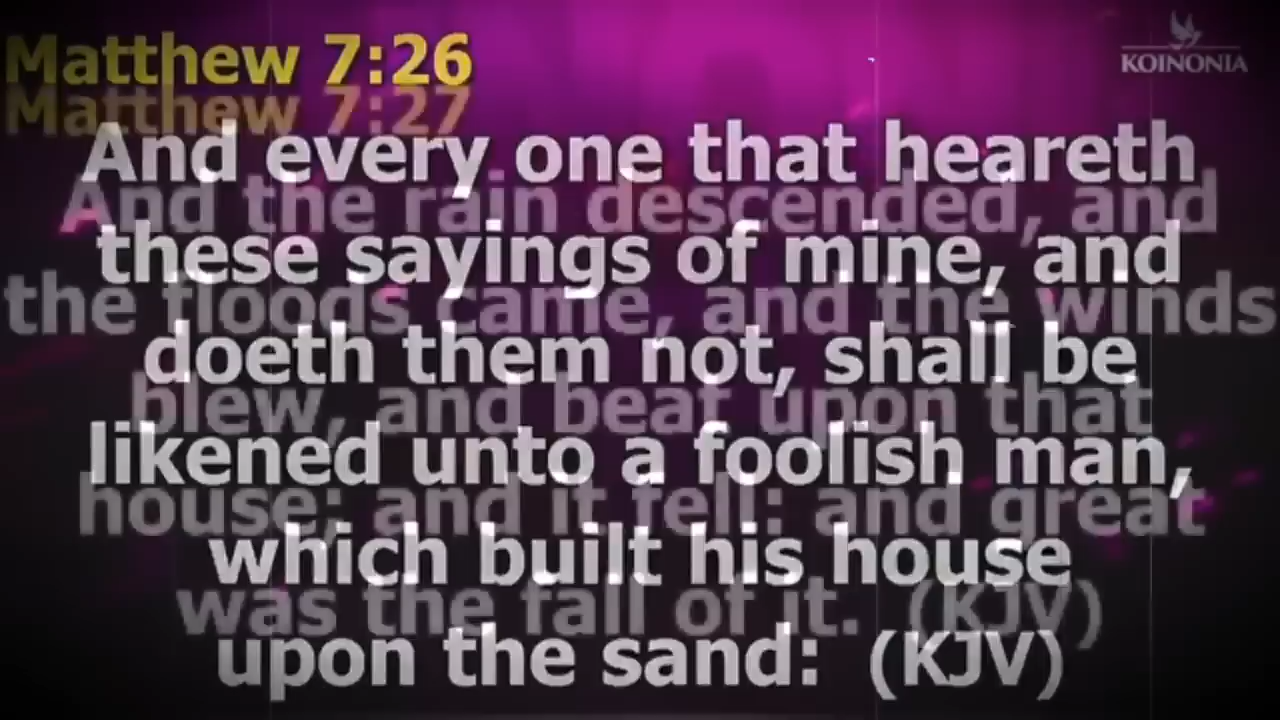 Matthew 7:26
And every one that heareth
these sayings of mine, and
doeth them not, shall be
likened unto a foolish man,
which built his house
upon the sand: (KJV)
Matthew 7:27
And the rain descended, and
the floods came, and the winds
blew, and beat upon that
house; and it fell: and great
was the fall of it. (KJV)
KOINONIA